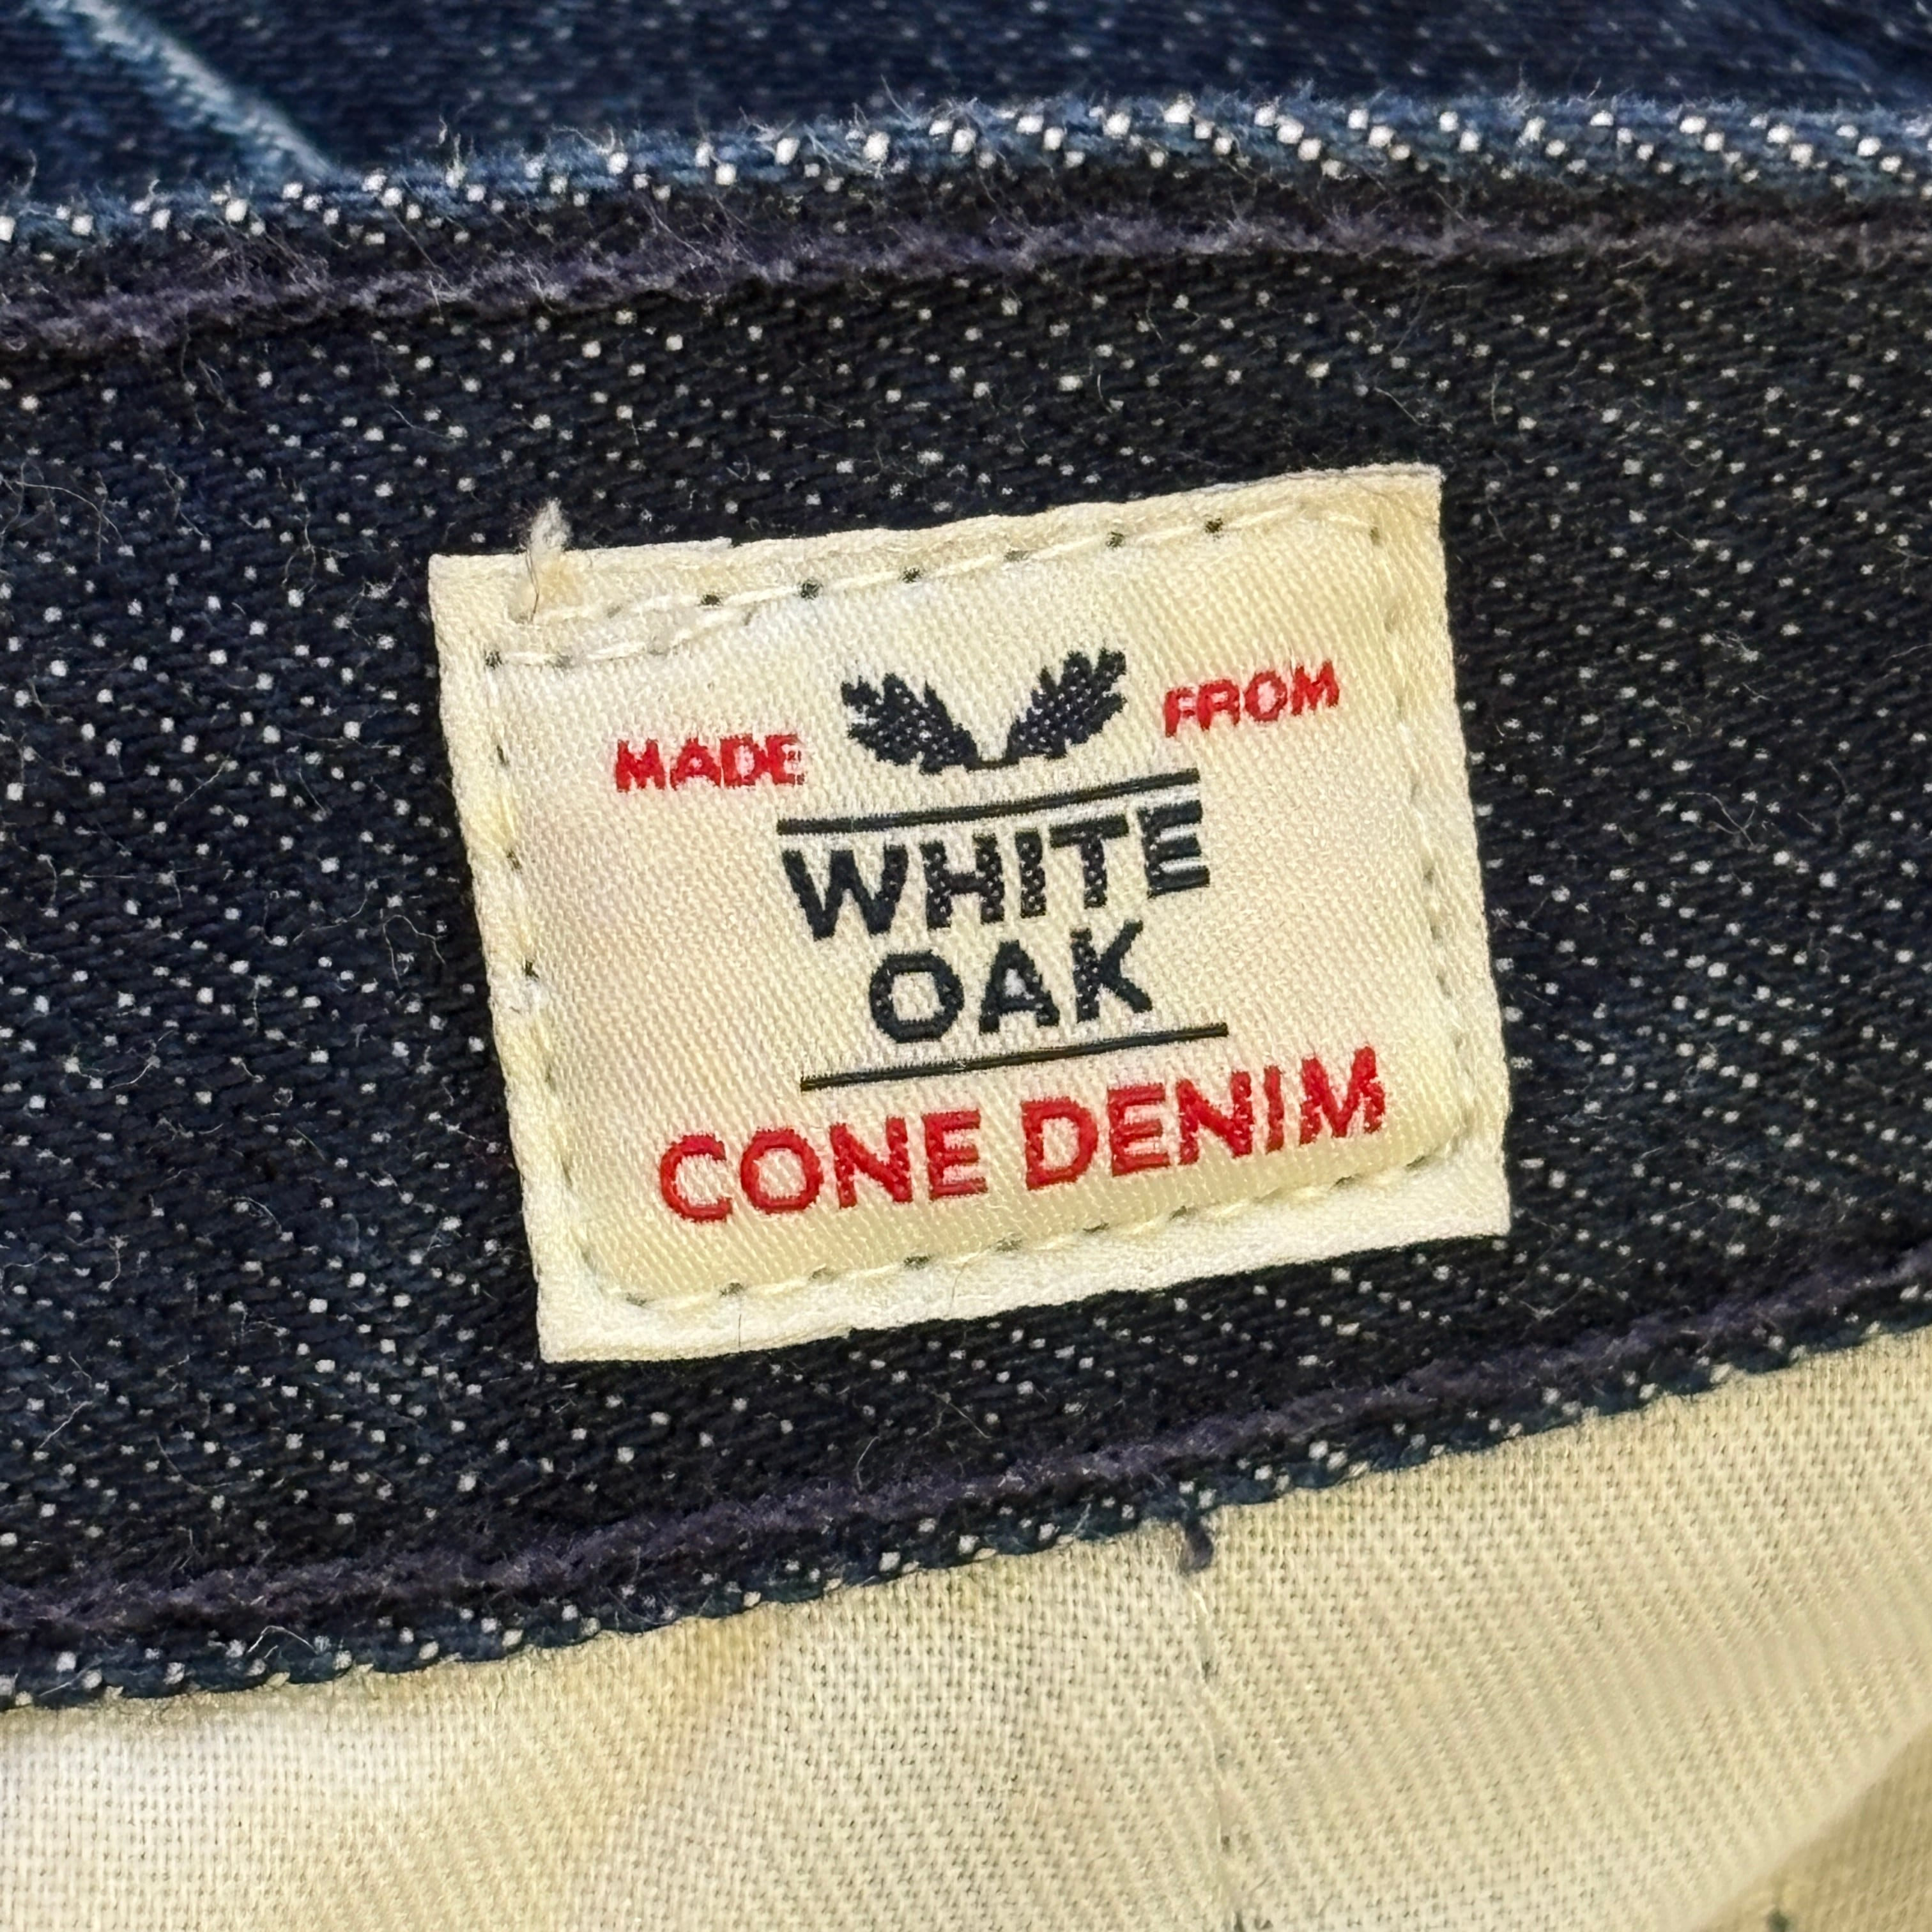 MADE FROM
WHITE
OAK
CONE DENIM